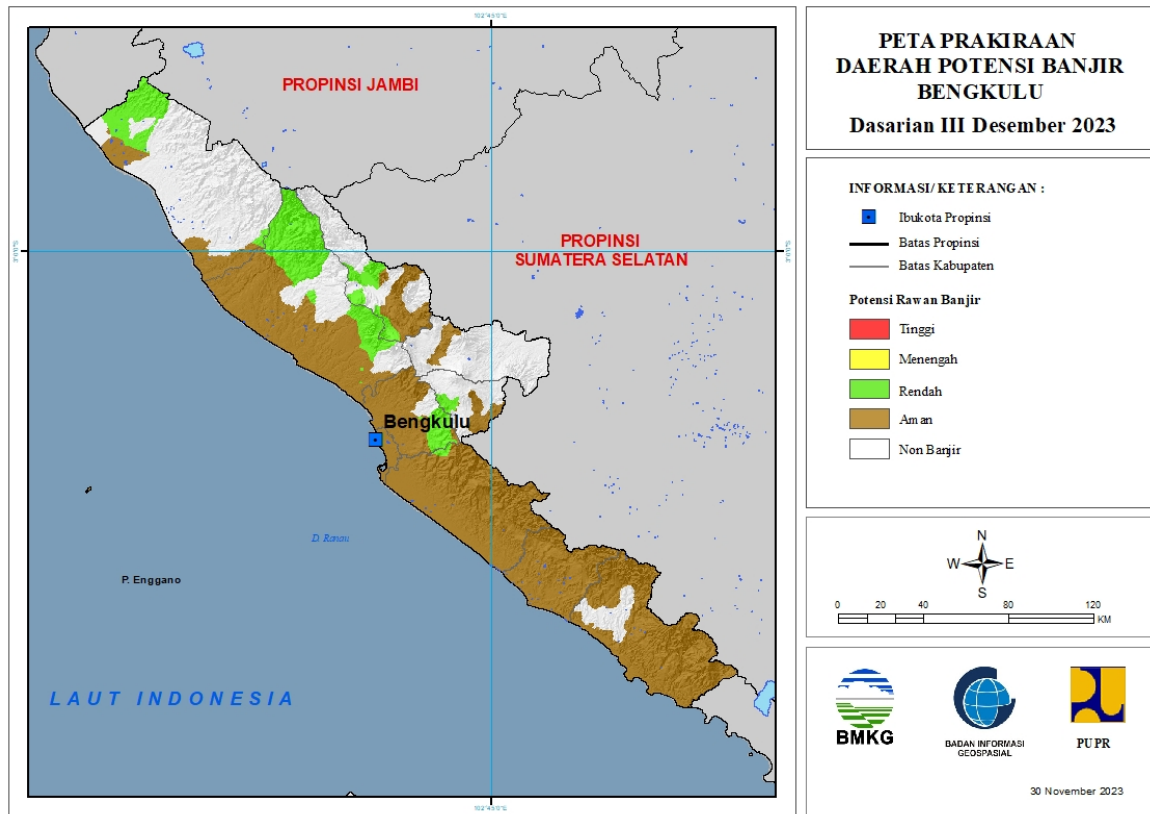 PETA PRAKIRAAN
DAERAH POTENSI BANJIR
BENGKULU
Dasarian III Desember 2023
INFORMASI/ KETERANGAN :
Ibukota Propinsi
Batas Propinsi
Batas Kabupaten
Potensi Rawan Banjir
Tinggi
Menengah
Rendah
Aman
Non Banjir
N
W E
S
0 20 40 80 120
KM
BMKG
BADAN INFORMASI
GEOSPASIAL
PUPR
30 November 2023
PROPINSI JAMBI
PROPINSI
SUMATERA SELATAN
Bengkulu
D. Ranau
P. Enggano
LAUT INDONESIA